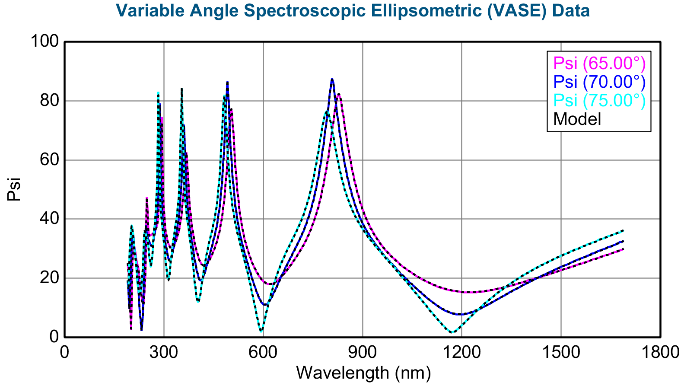 Variable Angle Spectroscopic Ellipsometric (VASE) Data
100
80
60
40
20
0
Psi
Psi (65.00°)
Psi (70.00°)
Psi (75.00°)
Model
0 300 600 900 1200 1500 1800
Wavelength (nm)